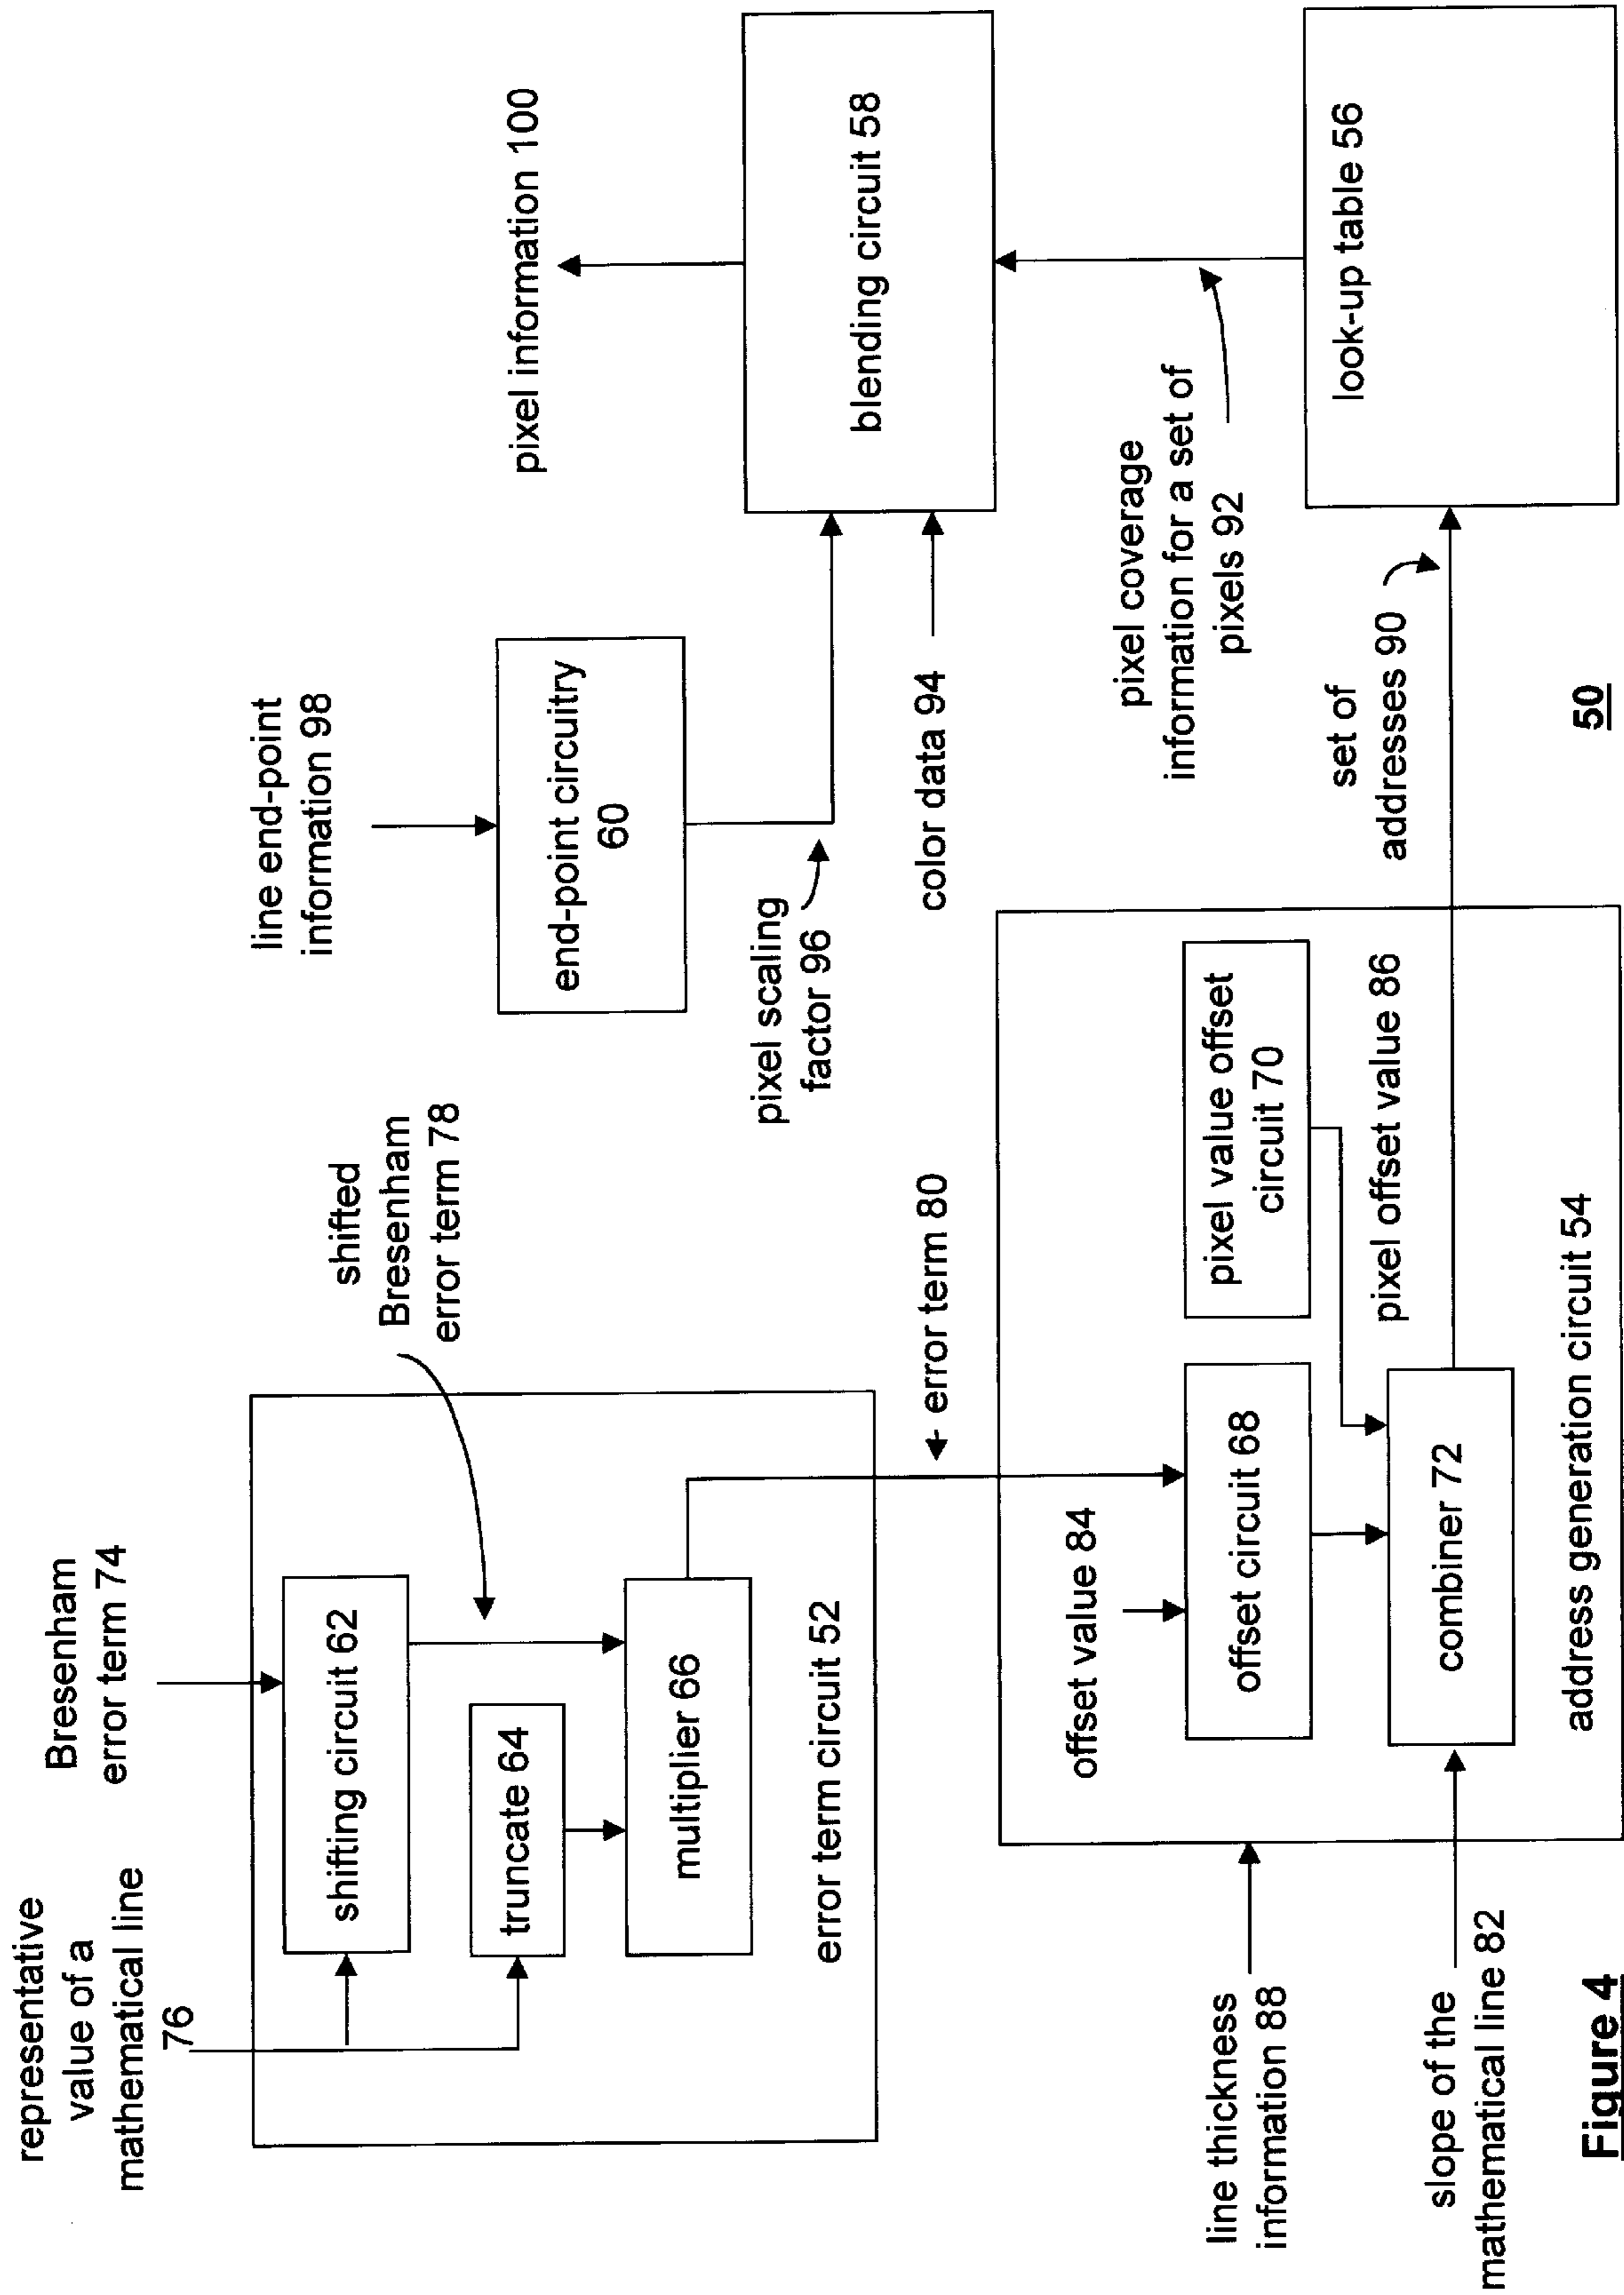 representative
value of a
mathematical line
76
Bresenham
error term 74
shifted
Bresenham
error term 78
shifting circuit 62
truncate 64
multiplier 66
error term circuit 52
error term 80
line end-point
information 98
end-point circuitry
60
pixel scaling
factor 96
color data 94
pixel information 100
blending circuit 58
pixel coverage
information for a set of
pixels 92
look-up table 56
set of
addresses 90
line thickness
information 88
slope of the
mathematical line 82
offset value 84
offset circuit 68
pixel value offset
circuit 70
pixel offset value 86
combiner 72
address generation circuit 54
50
Figure 4